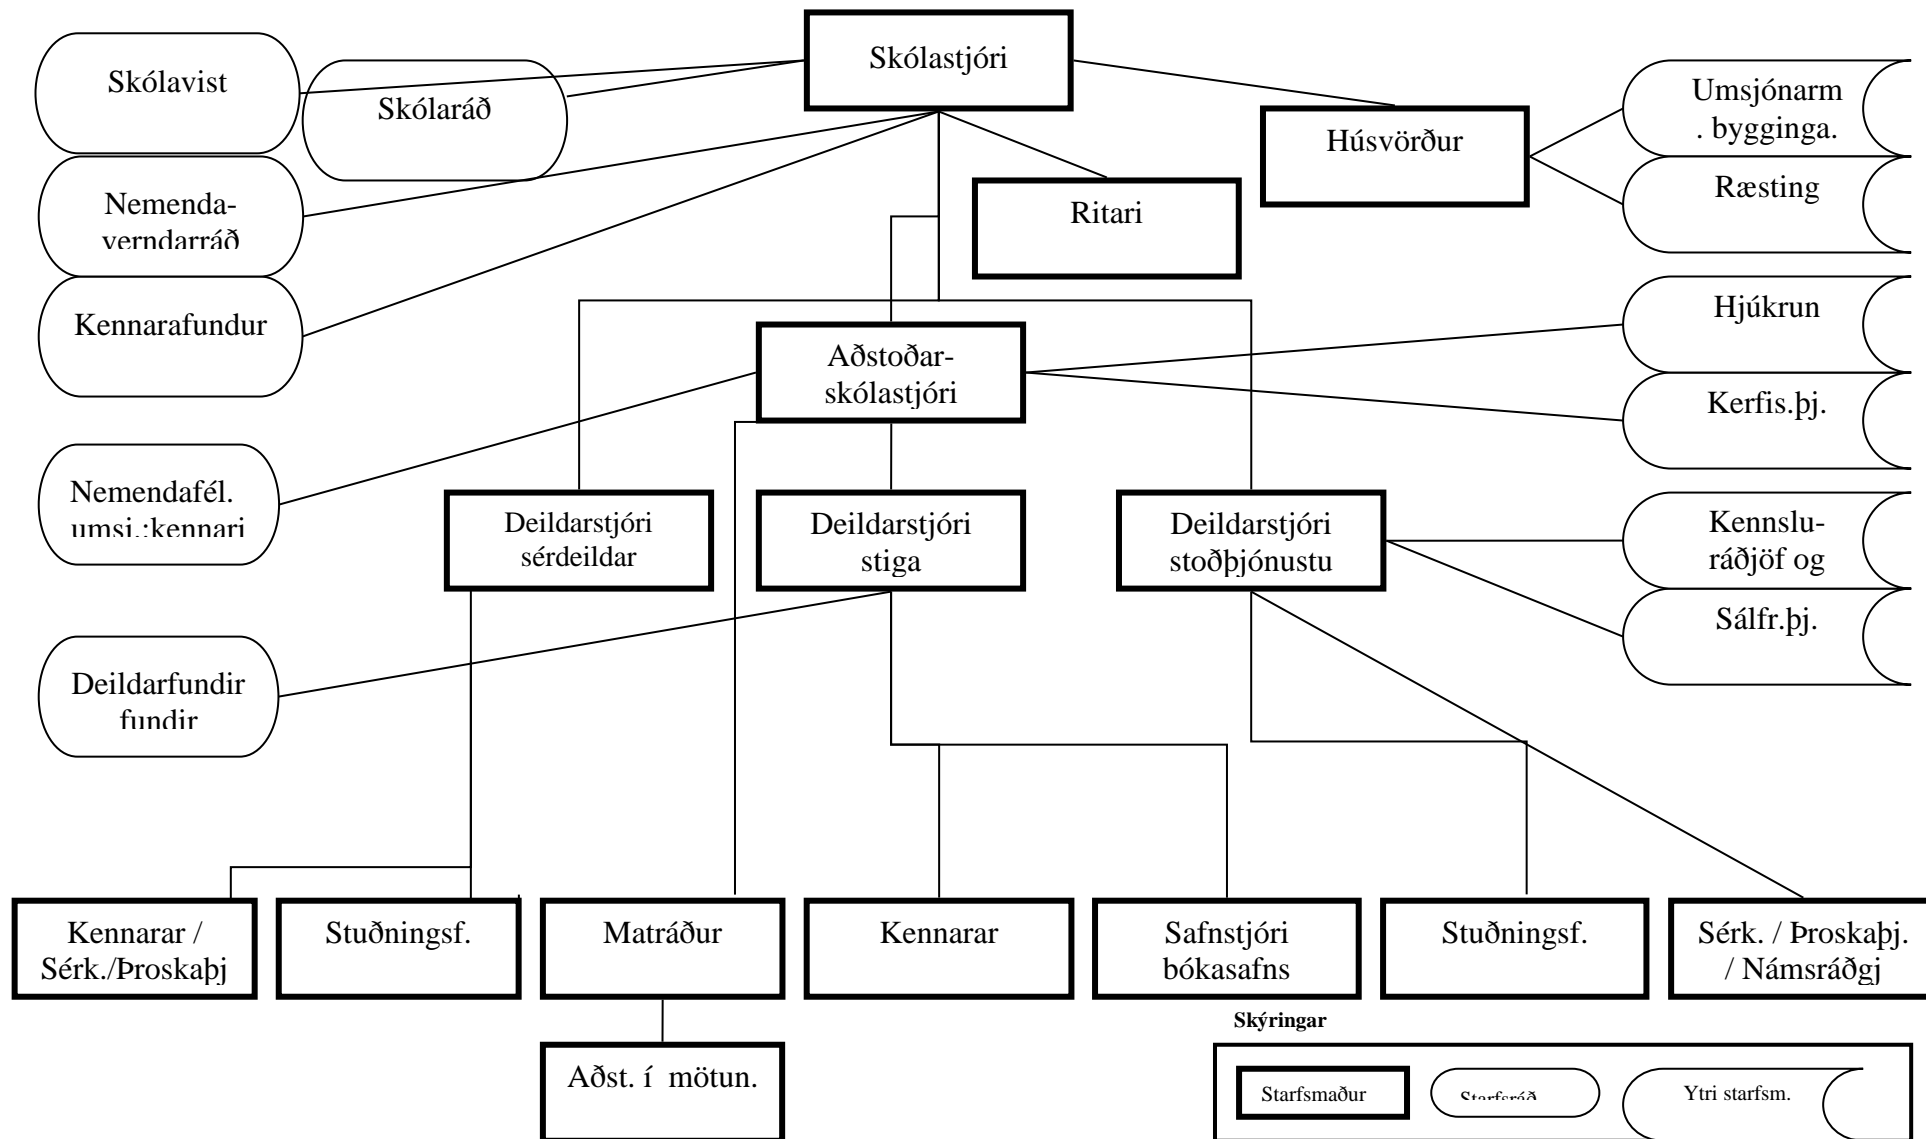 Skólastjóri
Skólavist
Skólaráð
Umsjónarm
. bygginga.
Húsvörður
Ræsting
Nemenda-
verndarráð
Ritari
Kennarafundur
Hjúkrun
Aðstoðar-
skólastjóri
Kerfis.þj.
Nemendafél.
umsj.:kennari
Deildarstjóri
sérdeildar
Deildarstjóri
stiga
Deildarstjóri
stoðþjónustu
Kennslu-
ráðjöf og
Sálfr.þj.
Deildarfundir
fundir
Kennarar /
Sérk./Þroskaþj
Stuðningsf.
Matráður
Kennarar
Safnstjóri
bókasafns
Stuðningsf.
Sérk. / Þroskaþj.
/ Námsráðgj
Skýringar
Aðst. í mötun.
Starfsmaður
Starfsráð
Ytri starfsm.